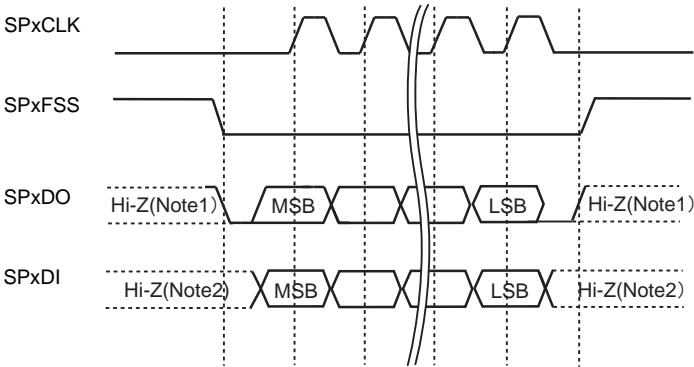 SPxCLK
SPxFSS
SPxDO
Hi-Z(Note1) MSB LSB Hi-Z(Note1)
SPxDI
Hi-Z(Note2) MSB LSB Hi-Z(Note2)